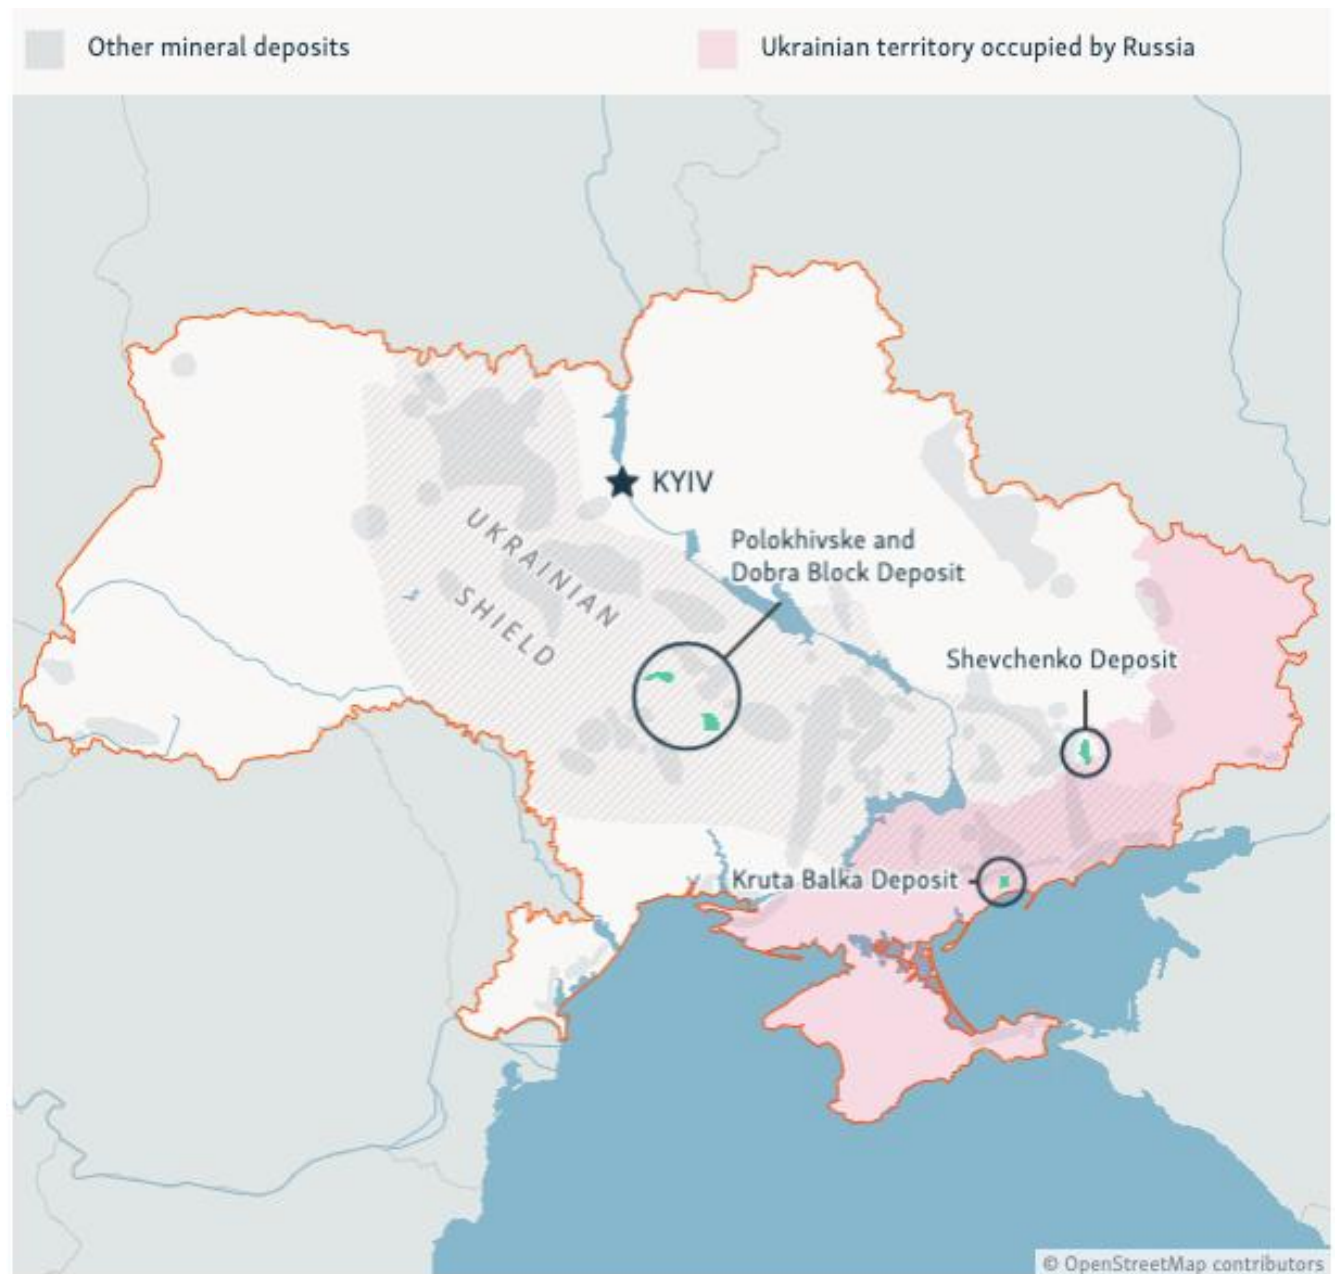 Other mineral deposits
Ukrainian territory occupied by Russia
KYIV
UKRAINIAN
SHIELD
Polokhivske and
Dobra Block Deposit
Shevchenko Deposit
Kruta Balka Deposit
© OpenStreetMap contributors